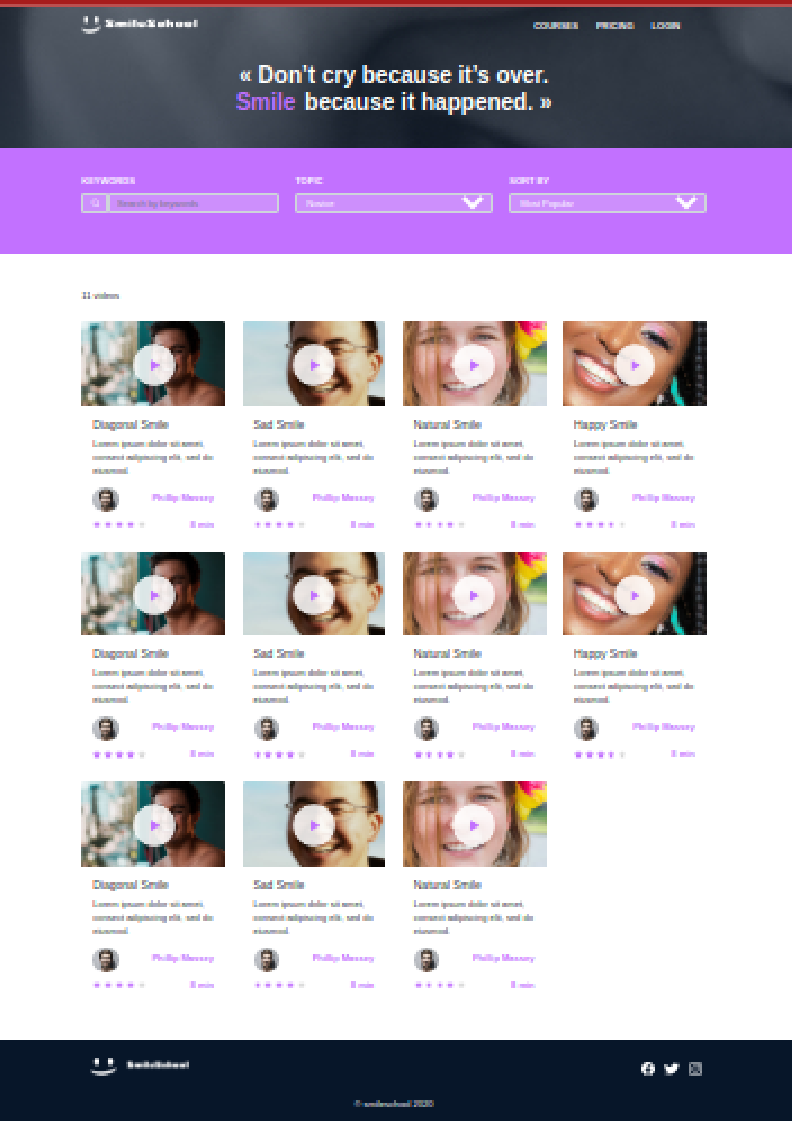 SmileSchool
COURSES PRICING LOGIN
« Don't cry because it's over.
Smile because it happened. »
KEYWORDS TOPIC SORT BY
Search by keywords Novice Most Popular
11 videos
Diagonal Smile Sad Smile Natural Smile Happy Smile
Lorem ipsum dolor sit amet, Lorem ipsum dolor sit amet, Lorem ipsum dolor sit amet, Lorem ipsum dolor sit amet,
consect adipiscing elit, sed do consect adipiscing elit, sed do consect adipiscing elit, sed do consect adipiscing elit, sed do
eiusmod. eiusmod. eiusmod. eiusmod.
Phillip Massey Phillip Massey Phillip Massey Phillip Massey
8 min 8 min 8 min 8 min
Diagonal Smile Sad Smile Natural Smile Happy Smile
Lorem ipsum dolor sit amet, Lorem ipsum dolor sit amet, Lorem ipsum dolor sit amet, Lorem ipsum dolor sit amet,
consect adipiscing elit, sed do consect adipiscing elit, sed do consect adipiscing elit, sed do consect adipiscing elit, sed do
eiusmod. eiusmod. eiusmod. eiusmod.
Phillip Massey Phillip Massey Phillip Massey Phillip Massey
8 min 8 min 8 min 8 min
Diagonal Smile Sad Smile Natural Smile
Lorem ipsum dolor sit amet, Lorem ipsum dolor sit amet, Lorem ipsum dolor sit amet,
consect adipiscing elit, sed do consect adipiscing elit, sed do consect adipiscing elit, sed do
eiusmod. eiusmod. eiusmod.
Phillip Massey Phillip Massey Phillip Massey
8 min 8 min 8 min
SmileSchool
© smileschool 2020